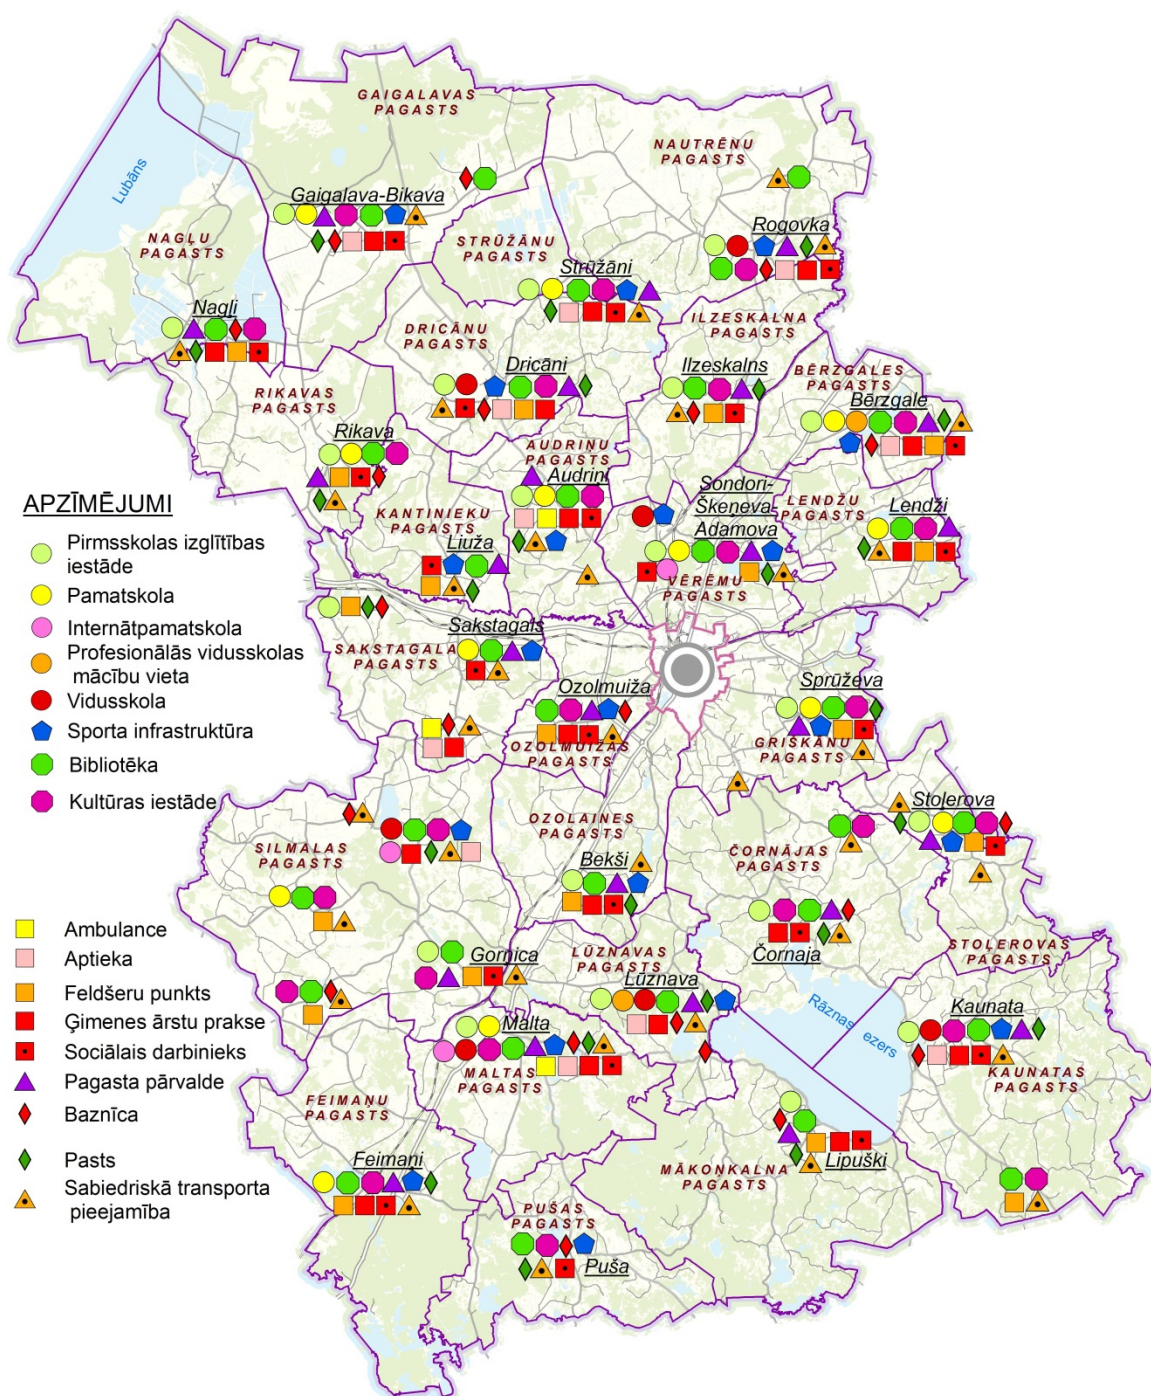 GAIGALAVAS
PAGASTS
NAUTRĒNU
PAGASTS
Lubāns
Gaigalava-Bikava
Rogovka
NAGĻU
PAGASTS
STRŪŽĀNU
PAGASTS
Strūžāni
Nagļi
DRICĀNU
PAGASTS
ILZESKALNA
PAGASTS
Dricāni
Ilzeskalns
BĒRZGALES
PAGASTS
Bērzgale
RIKAVAS
PAGASTS
Rikava
AUDRIŅU
PAGASTS
Audriņi
Sondori-
Škeņeva-
Adamova
LENDŽU
PAGASTS
Lendži
KANTINIEKU
PAGASTS
Liuža
VĒRĒMU
PAGASTS
APZĪMĒJUMI
Pirmsskolas izglītības
iestāde
Pamatskola
Internātpamatskola
Profesionālās vidusskolas
mācību vieta
Vidusskola
Sporta infrastruktūra
Bibliotēka
Kultūras iestāde
Sakstagals
SAKSTAGALA
PAGASTS
Ozolmuiža
OZOLMUIŽAS
PAGASTS
Sprūževa
GRIŠKĀNU
PAGASTS
Stoļerova
SILMALAS
PAGASTS
OZOLAINES
PAGASTS
Bekši
ČORNĀJAS
PAGASTS
Čornaja
STOĻEROVAS
PAGASTS
Gorņica
LŪZNAVAS
PAGASTS
Lūznava
Rāznas ezers
Kaunata
KAUNATAS
PAGASTS
Malta
MALTAS
PAGASTS
FEIMAŅU
PAGASTS
Feimaņi
MĀKOŅKALNA
PAGASTS
Lipuški
PUŠAS
PAGASTS
Puša
Ambulance
Aptieka
Feldšeru punkts
Ģimenes ārstu prakse
Sociālais darbinieks
Pagasta pārvalde
Baznīca
Pasts
Sabiedriskā transporta
pieejamība